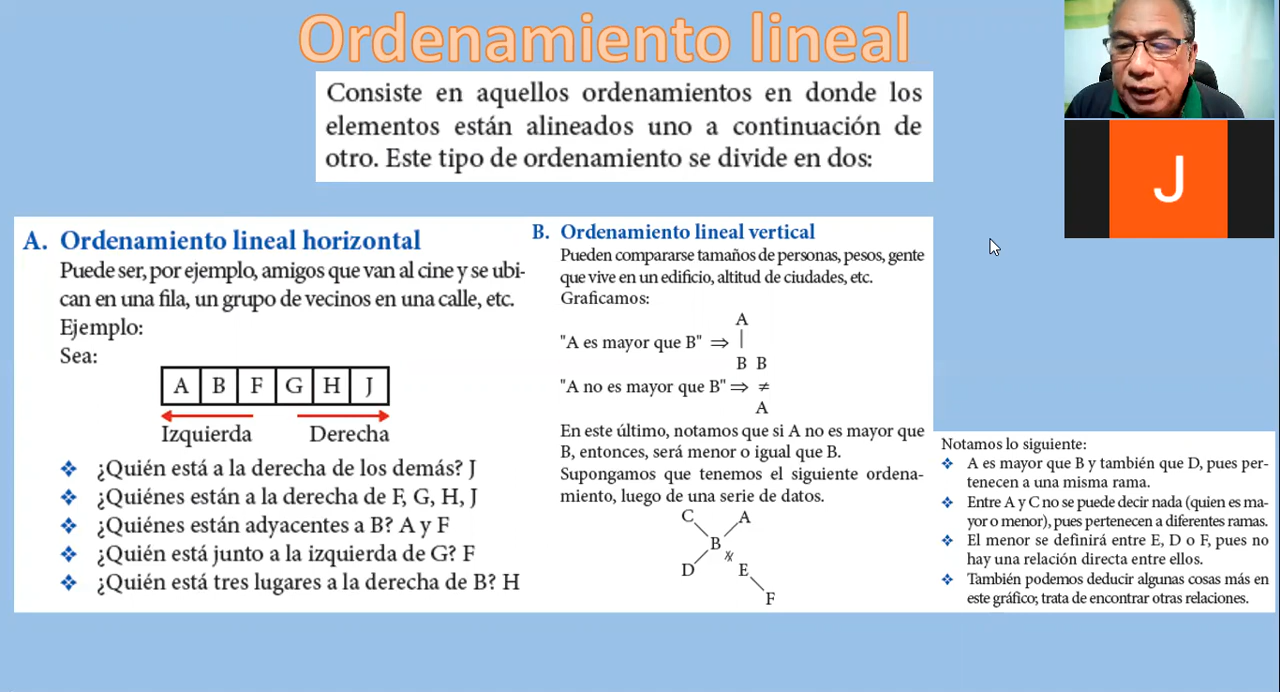 Ordenamiento lineal
Consiste en aquellos ordenamientos en donde los
elementos están alineados uno a continuación de
otro. Este tipo de ordenamiento se divide en dos:
A. Ordenamiento lineal horizontal
Puede ser, por ejemplo, amigos que van al cine y se ubi-
can en una fila, un grupo de vecinos en una calle, etc.
Ejemplo:
Sea:
A B F G H J
Izquierda Derecha
¿Quién está a la derecha de los demás? J
¿Quiénes están a la derecha de F, G, H, J
¿Quiénes están adyacentes a B? A y F
¿Quién está junto a la izquierda de G? F
¿Quién está tres lugares a la derecha de B? H
B. Ordenamiento lineal vertical
Pueden compararse tamaños de personas, pesos, gente
que vive en un edificio, altitud de ciudades, etc.
Graficamos:
A
"A es mayor que B" ⇒ |
B B
"A no es mayor que B" ⇒ ≠
A
En este último, notamos que si A no es mayor que
B, entonces, será menor o igual que B.
Supongamos que tenemos el siguiente ordena-
miento, luego de una serie de datos.
C A
B
D E
F
Notamos lo siguiente:
A es mayor que B y también que D, pues per-
tenecen a una misma rama.
Entre A y C no se puede decir nada (quien es ma-
yor o menor), pues pertenecen a diferentes ramas.
El menor se definirá entre E, D o F, pues no
hay una relación directa entre ellos.
También podemos deducir algunas cosas más en
este gráfico; trata de encontrar otras relaciones.
J